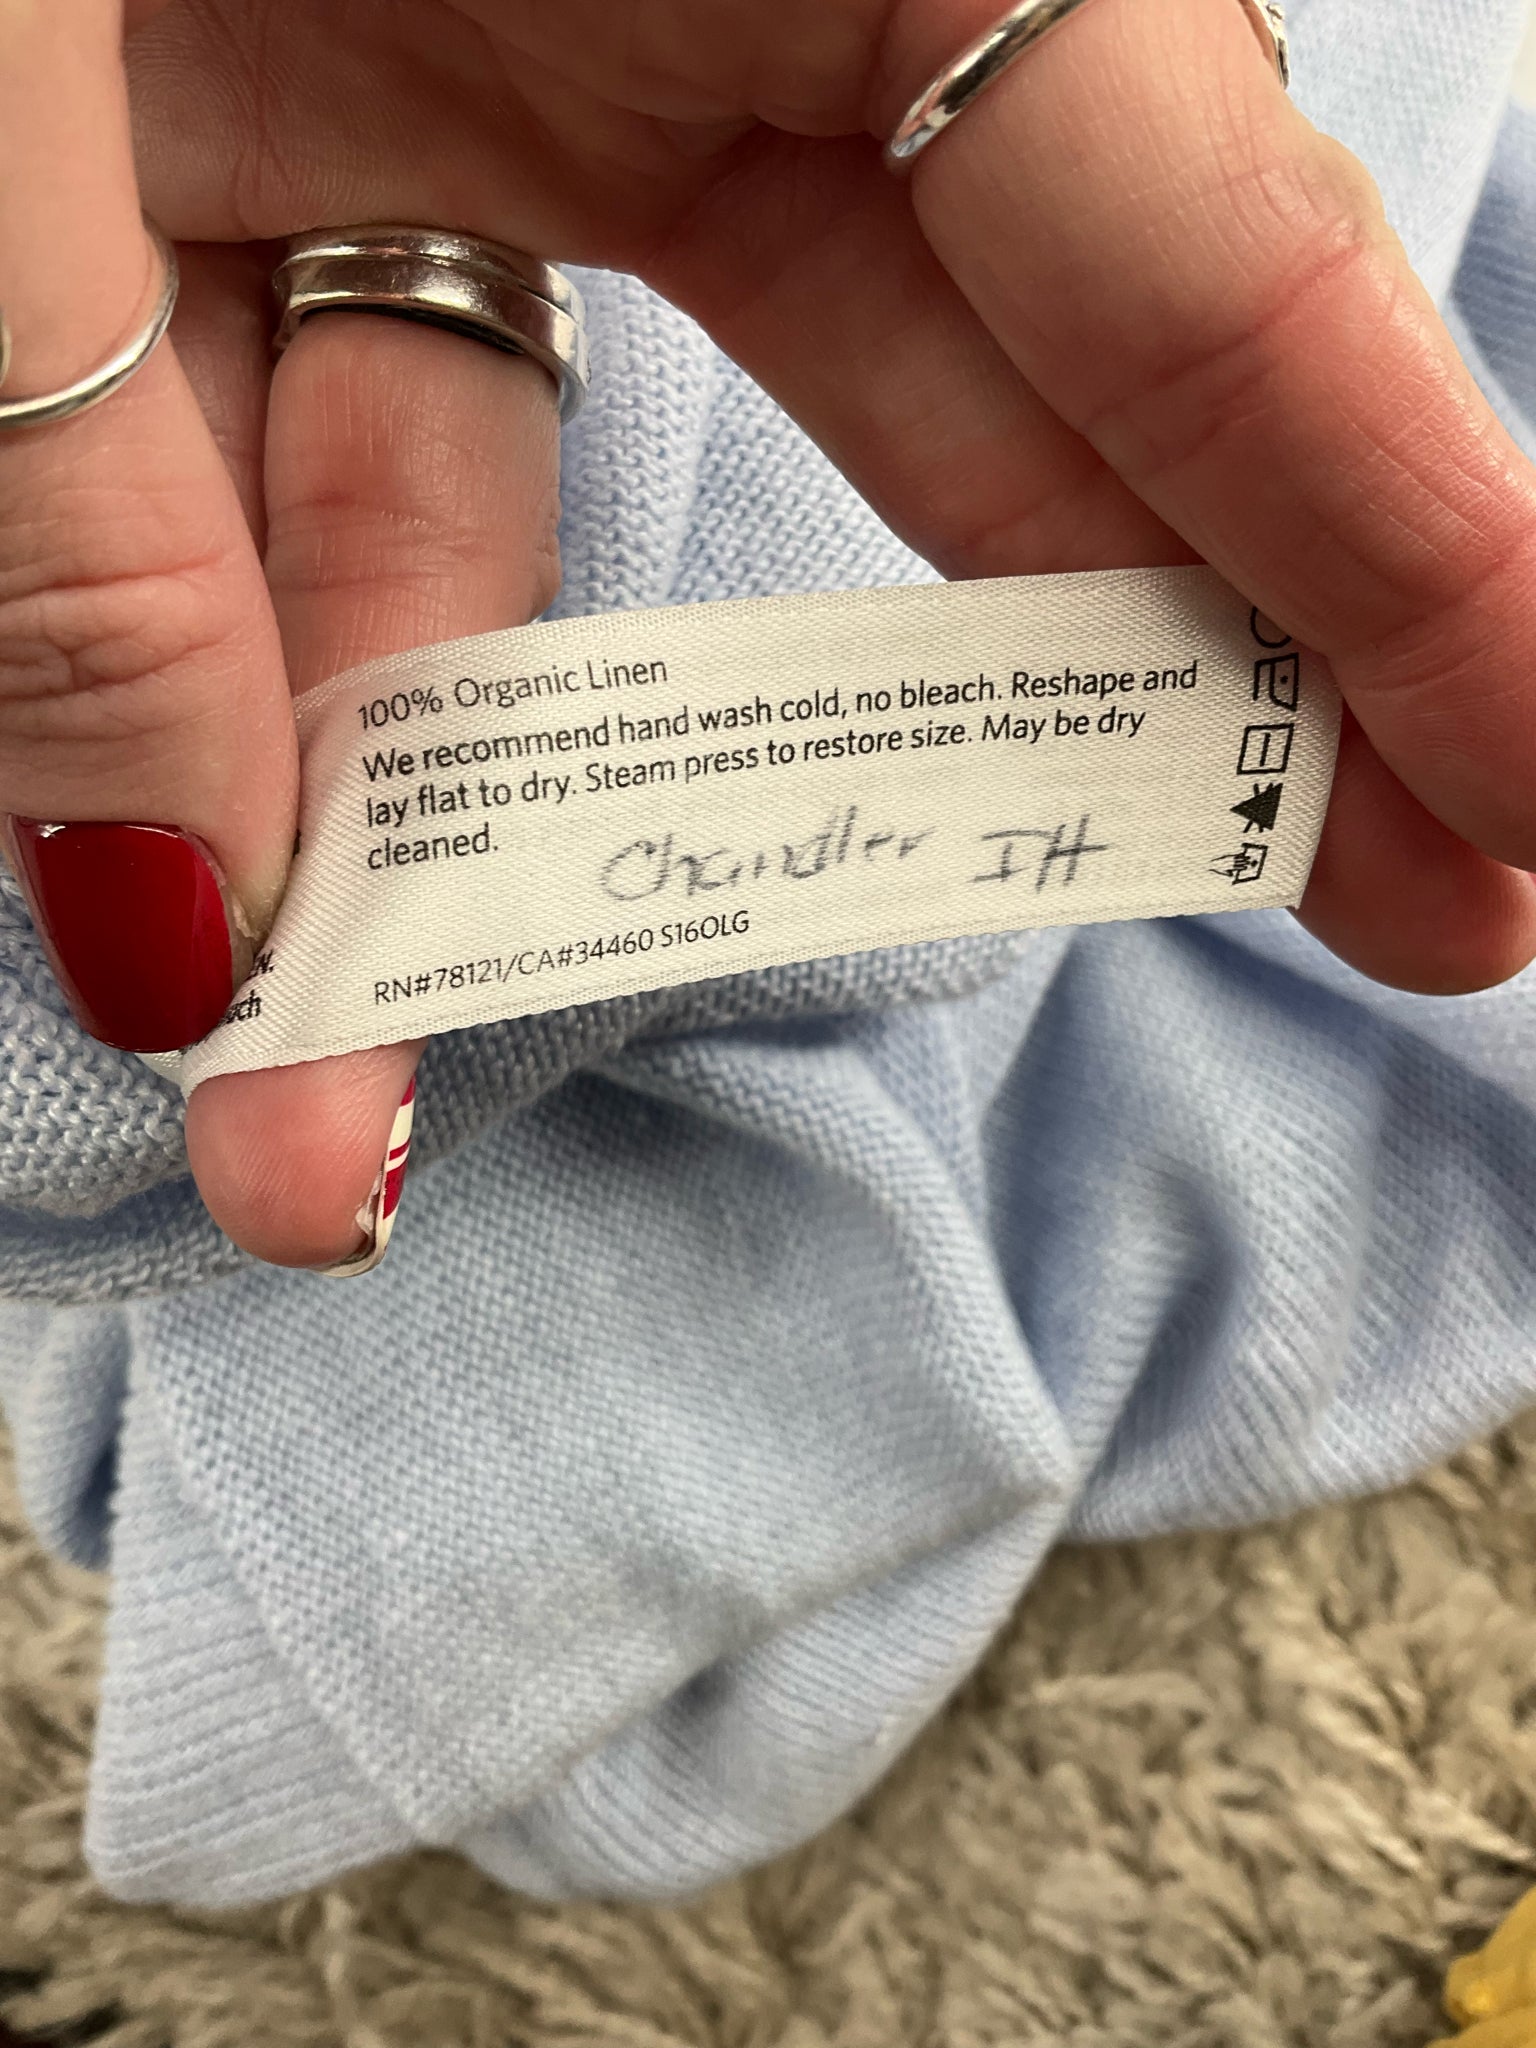 100% Organic Linen
We recommend hand wash cold, no bleach. Reshape and
lay flat to dry. Steam press to restore size. May be dry
cleaned.
Chandler IH
RN#78121/CA#34460 S16OLG